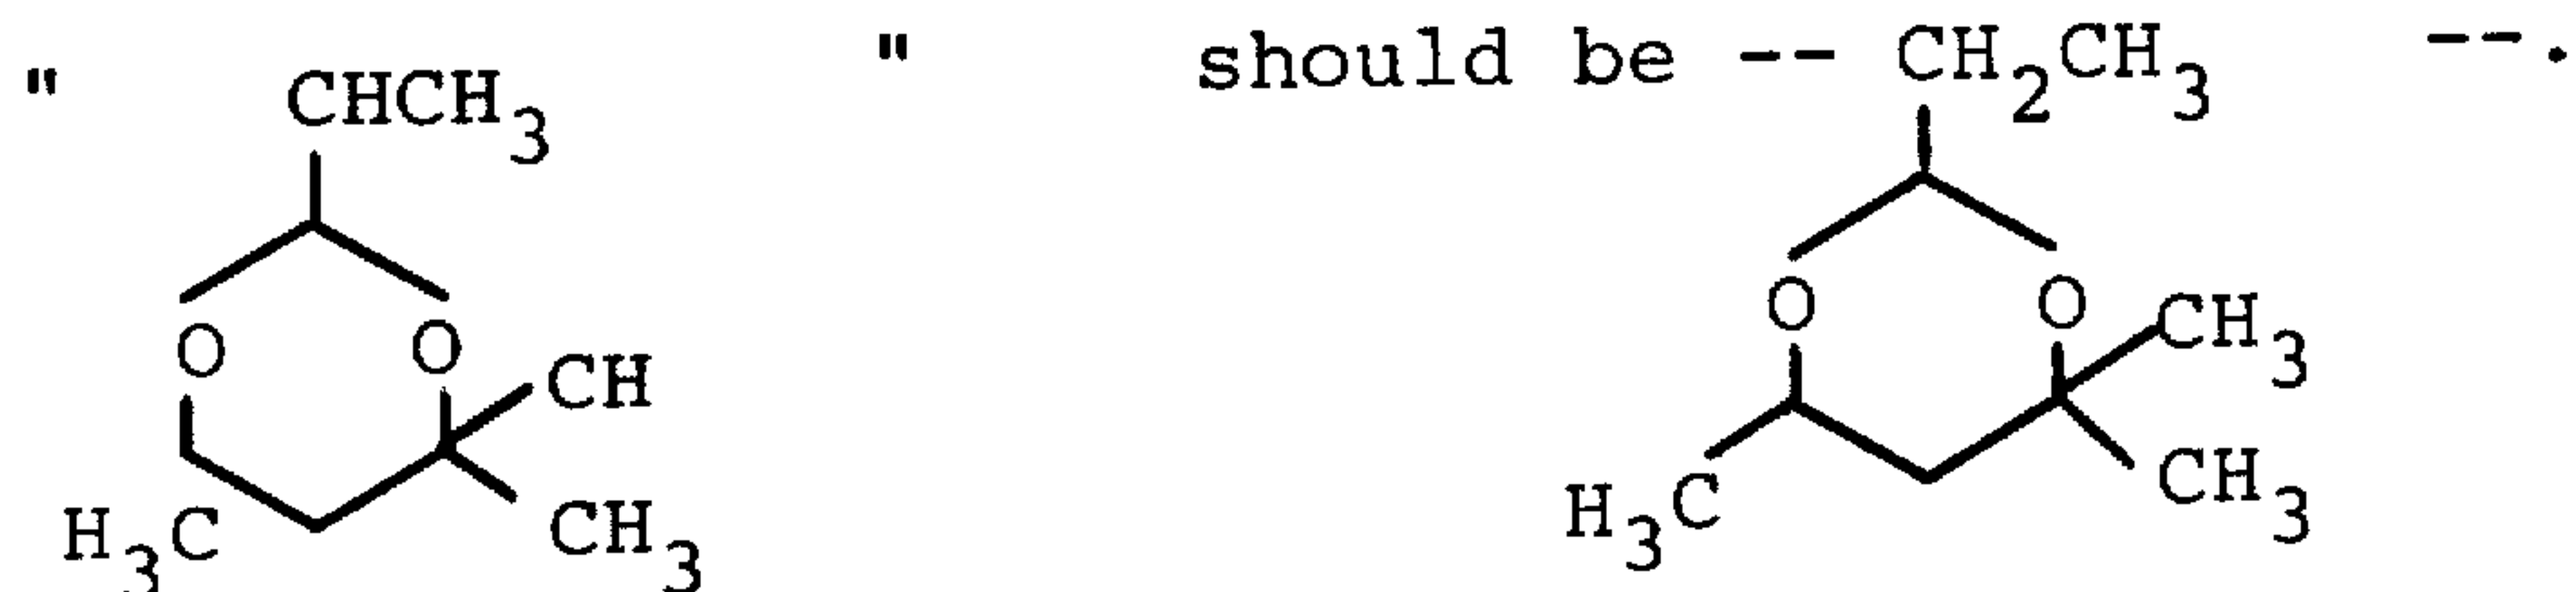 " CHCH3 " should be -- CH2CH3 --.
O O CH O O CH3
H3C CH3 H3C CH3